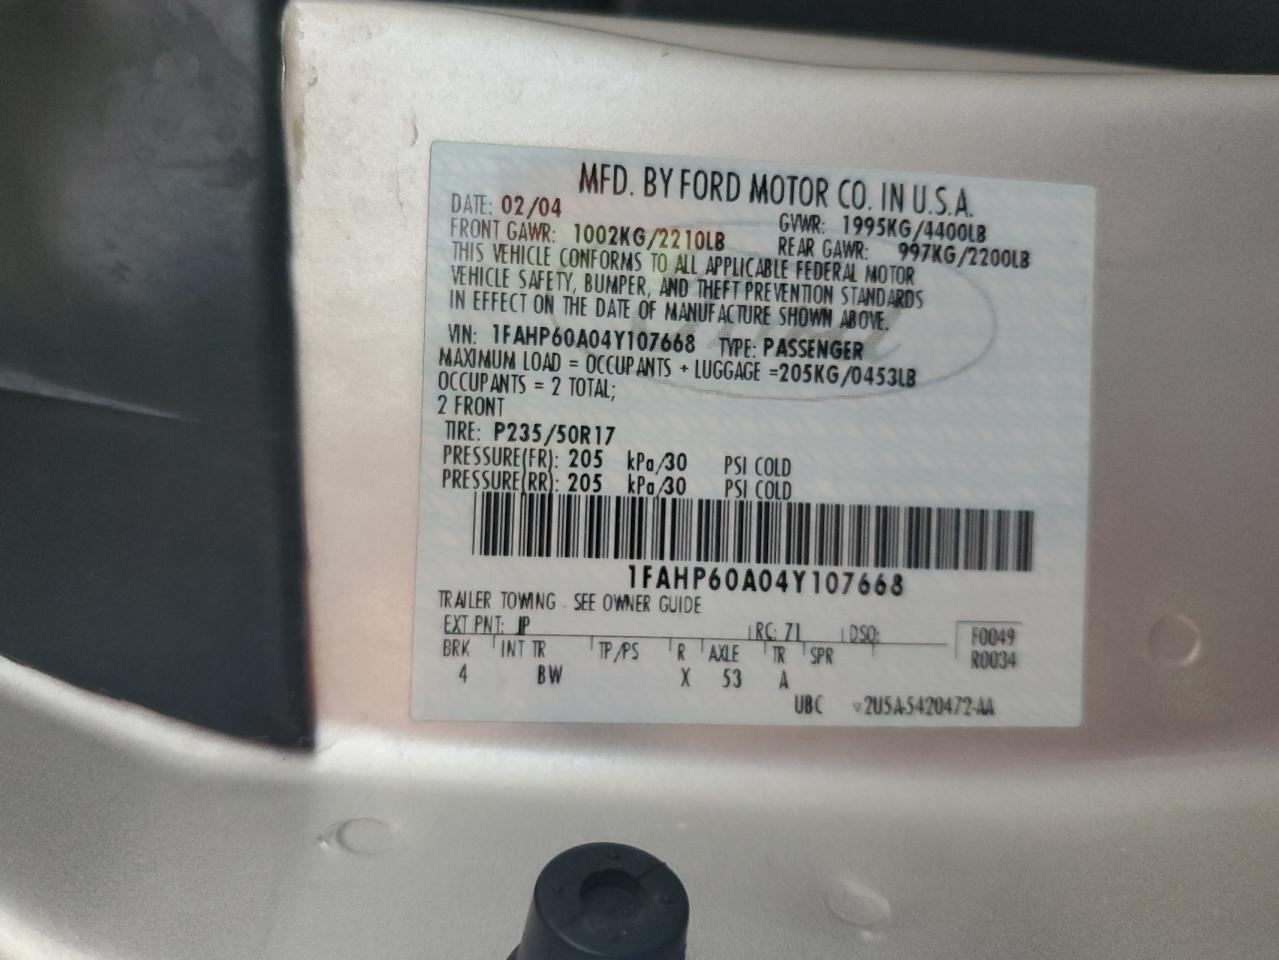 MFD. BY FORD MOTOR CO. IN U.S.A.
DATE: 02/04 GVWR: 1995KG/4400LB
FRONT GAWR: 1002KG/2210LB REAR GAWR: 997KG/2200LB
THIS VEHICLE CONFORMS TO ALL APPLICABLE FEDERAL MOTOR
VEHICLE SAFETY, BUMPER, AND THEFT PREVENTION STANDARDS
IN EFFECT ON THE DATE OF MANUFACTURE SHOWN ABOVE.
VIN: 1FAHP60A04Y107668 TYPE: PASSENGER
MAXIMUM LOAD = OCCUPANTS + LUGGAGE =205KG/0453LB
OCCUPANTS = 2 TOTAL;
2 FRONT
TIRE: P235/50R17
PRESSURE(FR): 205 kPa/30 PSI COLD
PRESSURE(RR): 205 kPa/30 PSI COLD
1FAHP60A04Y107668
TRAILER TOWING - SEE OWNER GUIDE
EXT PNT: JP RC: 71 DSO: F0049
R0034
BRK INT TR TP/PS R AXLE TR SPR
4 BW X 53 A
UBC ▽2U5A-5420472-AA